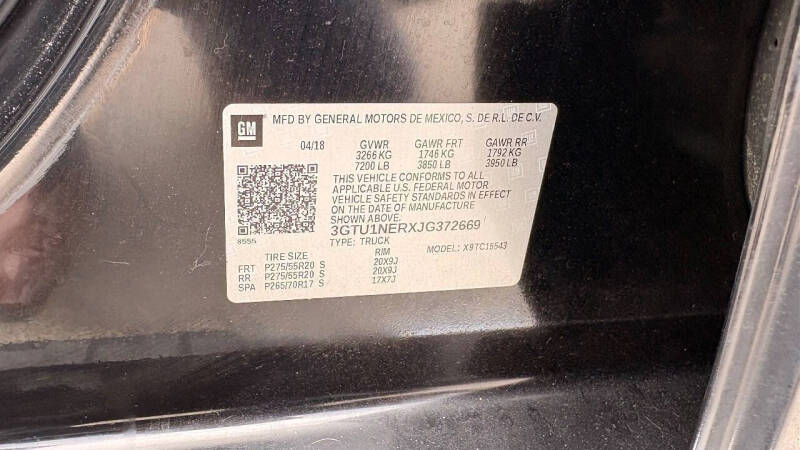 GM
MFD BY GENERAL MOTORS DE MEXICO, S. DE R.L. DE C.V.
04/18 GVWR GAWR FRT GAWR RR
3266 KG 1746 KG 1792 KG
7200 LB 3850 LB 3950 LB
THIS VEHICLE CONFORMS TO ALL
APPLICABLE U.S. FEDERAL MOTOR
VEHICLE SAFETY STANDARDS IN EFFECT
ON THE DATE OF MANUFACTURE
SHOWN ABOVE.
3GTU1NERXJG372669
8555 TYPE: TRUCK MODEL: X9TC15543
TIRE SIZE RIM
FRT P275/55R20 S 20X9J
RR P275/55R20 S 20X9J
SPA P265/70R17 S 17X7J